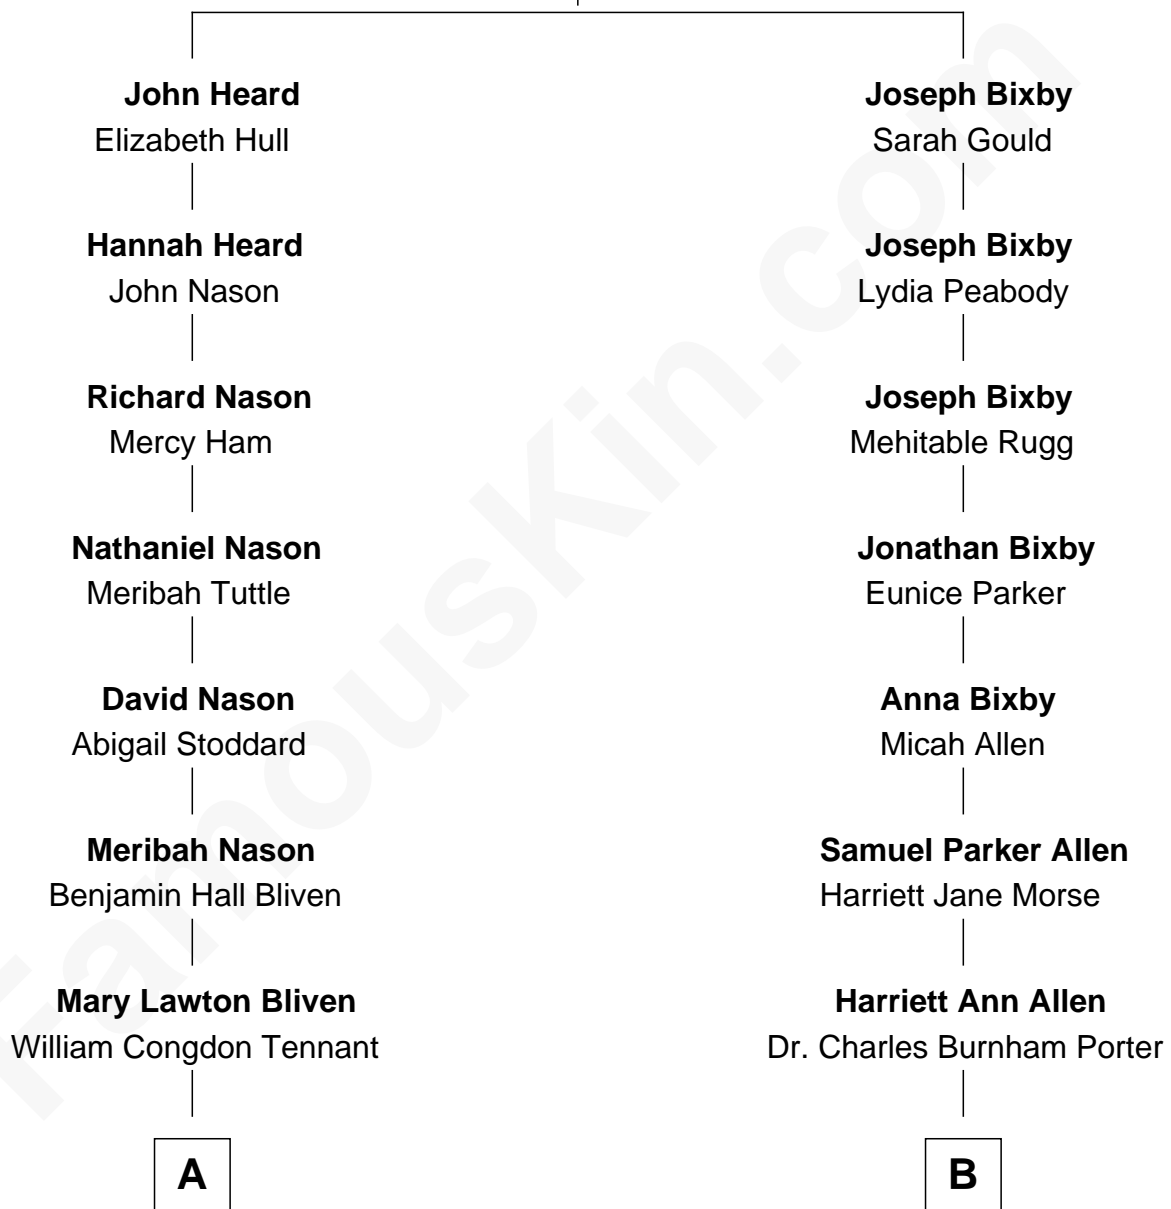 John Heard
Elizabeth Hull
Hannah Heard
John Nason
Richard Nason
Mercy Ham
Nathaniel Nason
Meribah Tuttle
David Nason
Abigail Stoddard
Meribah Nason
Benjamin Hall Bliven
Mary Lawton Bliven
William Congdon Tennant
A
Joseph Bixby
Sarah Gould
Joseph Bixby
Lydia Peabody
Joseph Bixby
Mehitable Rugg
Jonathan Bixby
Eunice Parker
Anna Bixby
Micah Allen
Samuel Parker Allen
Harriett Jane Morse
Harriett Ann Allen
Dr. Charles Burnham Porter
B
FamousKin.com